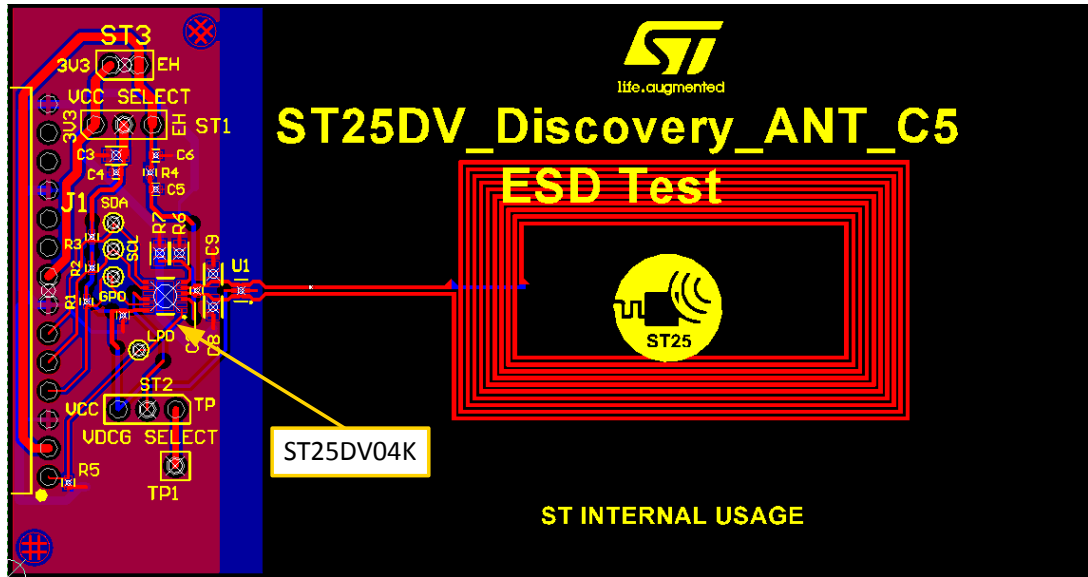 ST3
3V3
EH
VCC SELECT
3V3
EH
ST1
C3
C6
C4
R4
C5
J1
SDA
R7
R6
R3
SCL
C9
R2
U1
R1
GPO
LPD
ST2
VCC
TP
VDCG SELECT
R5
TP1
ST
life.augmented
ST25DV_Discovery_ANT_C5
ESD Test
ST25
ST25DV04K
ST INTERNAL USAGE